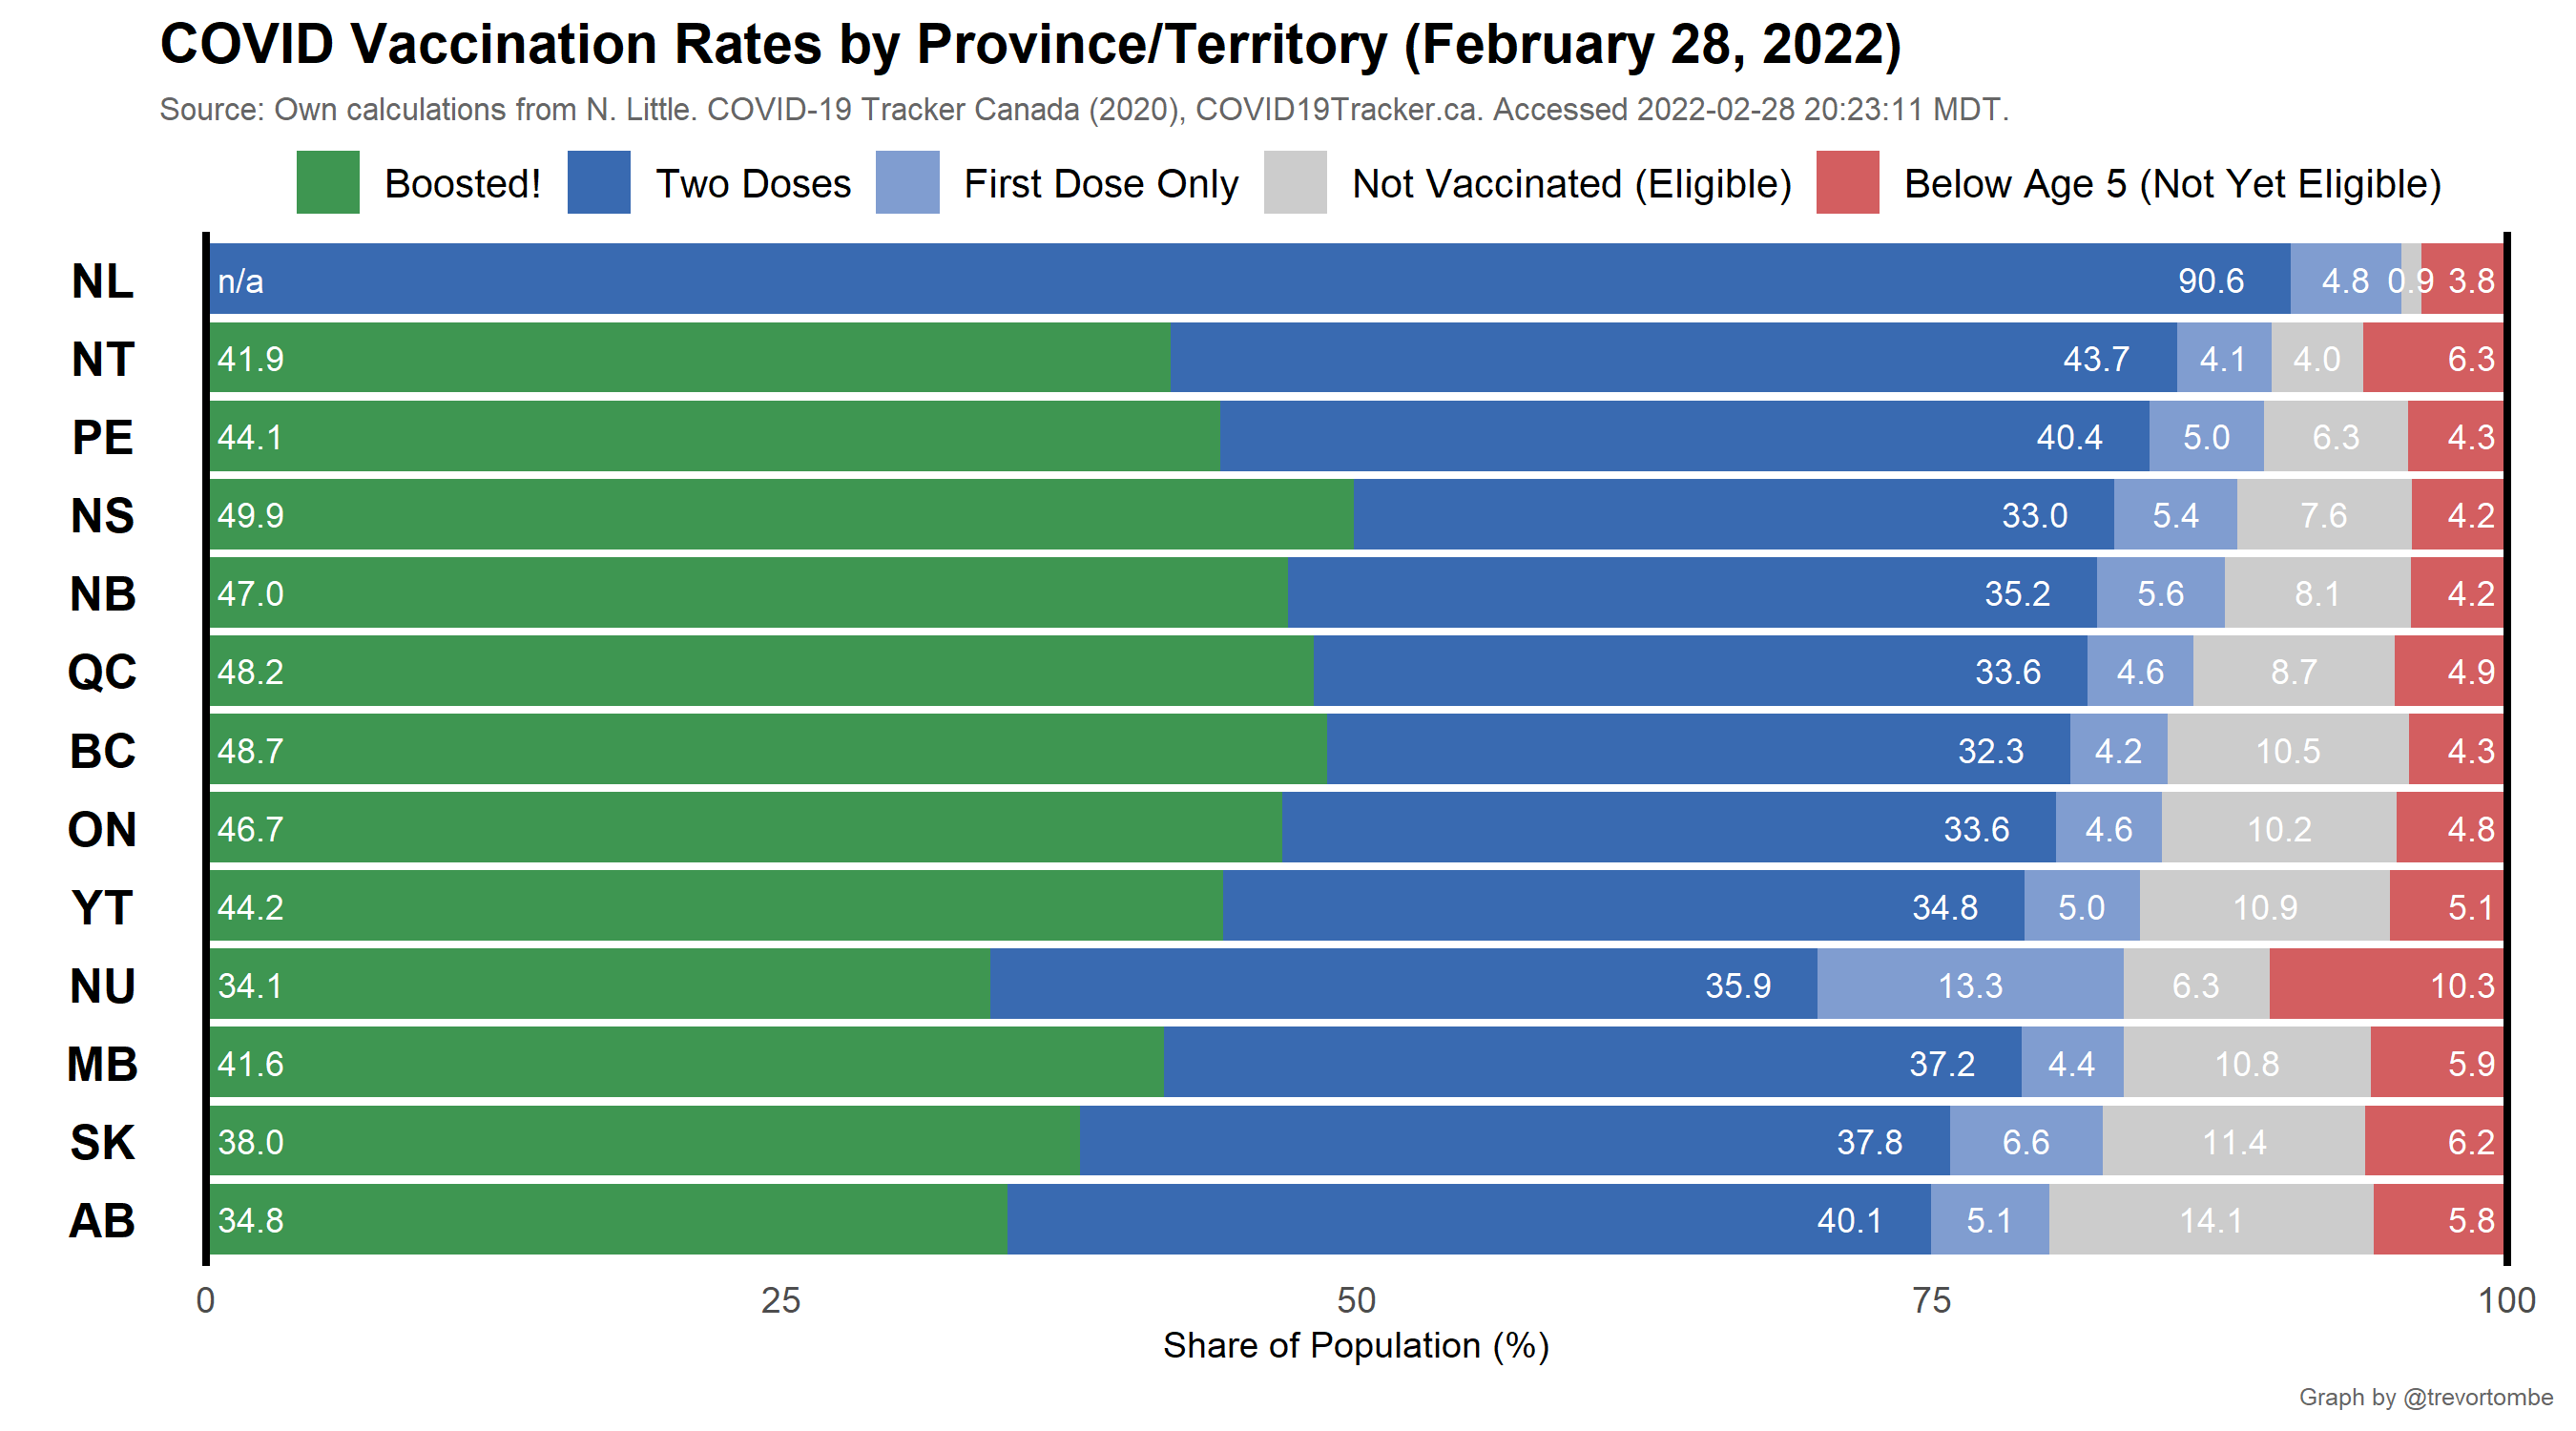 COVID Vaccination Rates by Province/Territory (February 28, 2022)
Source: Own calculations from N. Little. COVID-19 Tracker Canada (2020), COVID19Tracker.ca. Accessed 2022-02-28 20:23:11 MDT.
Boosted! Two Doses First Dose Only Not Vaccinated (Eligible) Below Age 5 (Not Yet Eligible)
NL n/a 90.6 4.8 0.9 3.8
NT 41.9 43.7 4.1 4.0 6.3
PE 44.1 40.4 5.0 6.3 4.3
NS 49.9 33.0 5.4 7.6 4.2
NB 47.0 35.2 5.6 8.1 4.2
QC 48.2 33.6 4.6 8.7 4.9
BC 48.7 32.3 4.2 10.5 4.3
ON 46.7 33.6 4.6 10.2 4.8
YT 44.2 34.8 5.0 10.9 5.1
NU 34.1 35.9 13.3 6.3 10.3
MB 41.6 37.2 4.4 10.8 5.9
SK 38.0 37.8 6.6 11.4 6.2
AB 34.8 40.1 5.1 14.1 5.8
0 25 50 75 100
Share of Population (%)
Graph by @trevortombe